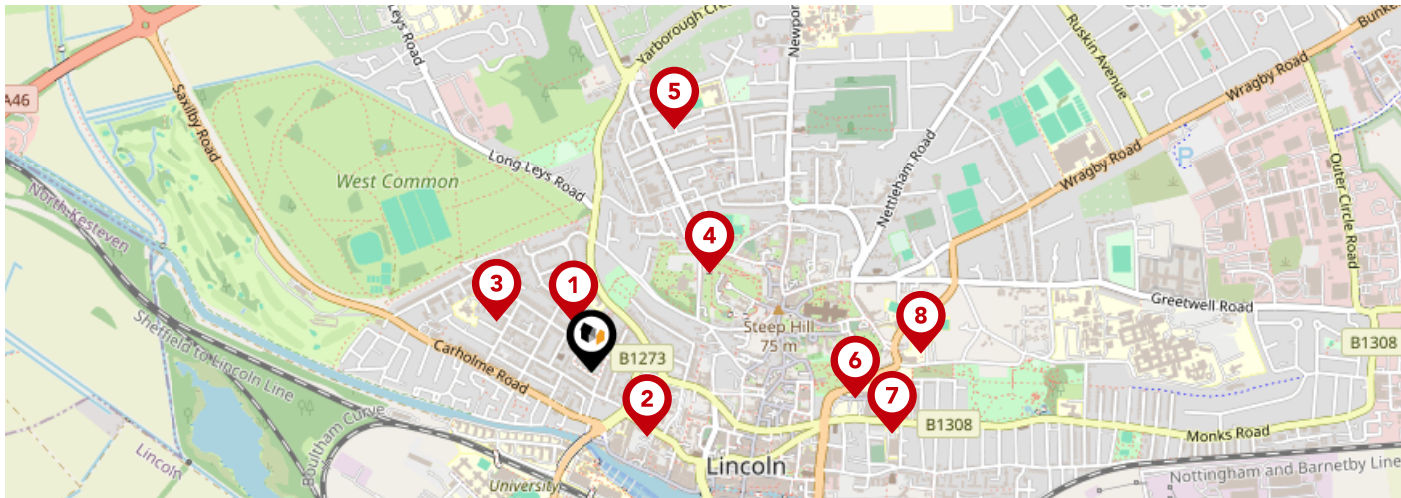 Leys Road
Yarborough Cres
Newpor
Ruskin Avenue
Bunke
A46
Saxilby Road
5
Wragby Road
Long Leys Road
Wragby Road
P
West Common
Nettleham Road
Outer Circle Road
North Kesteven
4
3
1
Greetwell Road
8
Steep Hill
75 m
Sheffield to Lincoln Line
Carholme Road
B1273
B1308
6
2
7
B1308
Boultham Curve
Monks Road
Lincoln
Lincoln
University
Nottingham and Barnetby Line